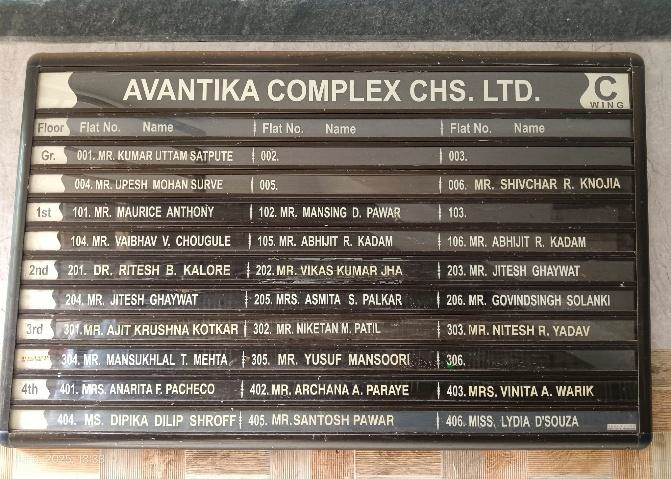 AVANTIKA COMPLEX CHS. LTD. C WING
Floor Flat No. Name Flat No. Name Flat No. Name
Gr. 001. MR. KUMAR UTTAM SATPUTE 002. 003.
004. MR. UPESH MOHAN SURVE 005. 006. MR. SHIVCHAR R. KNOJIA
1st 101. MR. MAURICE ANTHONY 102. MR. MANSING D. PAWAR 103.
104. MR. VAIBHAV V. CHOUGULE 105. MR. ABHIJIT R. KADAM 106. MR. ABHIJIT R. KADAM
2nd 201. DR. RITESH B. KALORE 202. MR. VIKAS KUMAR JHA 203. MR. JITESH GHAYWAT
204. MR. JITESH GHAYWAT 205. MRS. ASMITA S. PALKAR 206. MR. GOVINDSINGH SOLANKI
3rd 301. MR. AJIT KRUSHNA KOTKAR 302. MR. NIKETAN M. PATIL 303. MR. NITESH R. YADAV
304. MR. MANSUKHLAL T. MEHTA 305. MR. YUSUF MANSOORI 306.
4th 401. MRS. ANARITA F. PACHECO 402. MR. ARCHANA A. PARAYE 403. MRS. VINITA A. WARIK
404. MS. DIPIKA DILIP SHROFF 405. MR.SANTOSH PAWAR 406. MISS. LYDIA D'SOUZA
2025, 13:33